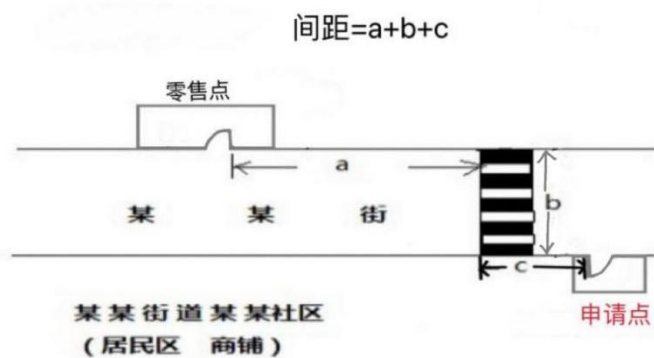 间距=a+b+c
零售点
a
某 某 街
b
c
申请点
某某街道某某社区
(居民区 商铺)